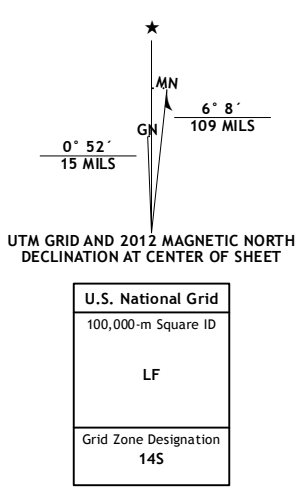 MN
6° 8´
109 MILS
GN
0° 52´
15 MILS
UTM GRID AND 2012 MAGNETIC NORTH
DECLINATION AT CENTER OF SHEET
U.S. National Grid
100,000-m Square ID
LF
Grid Zone Designation
14S